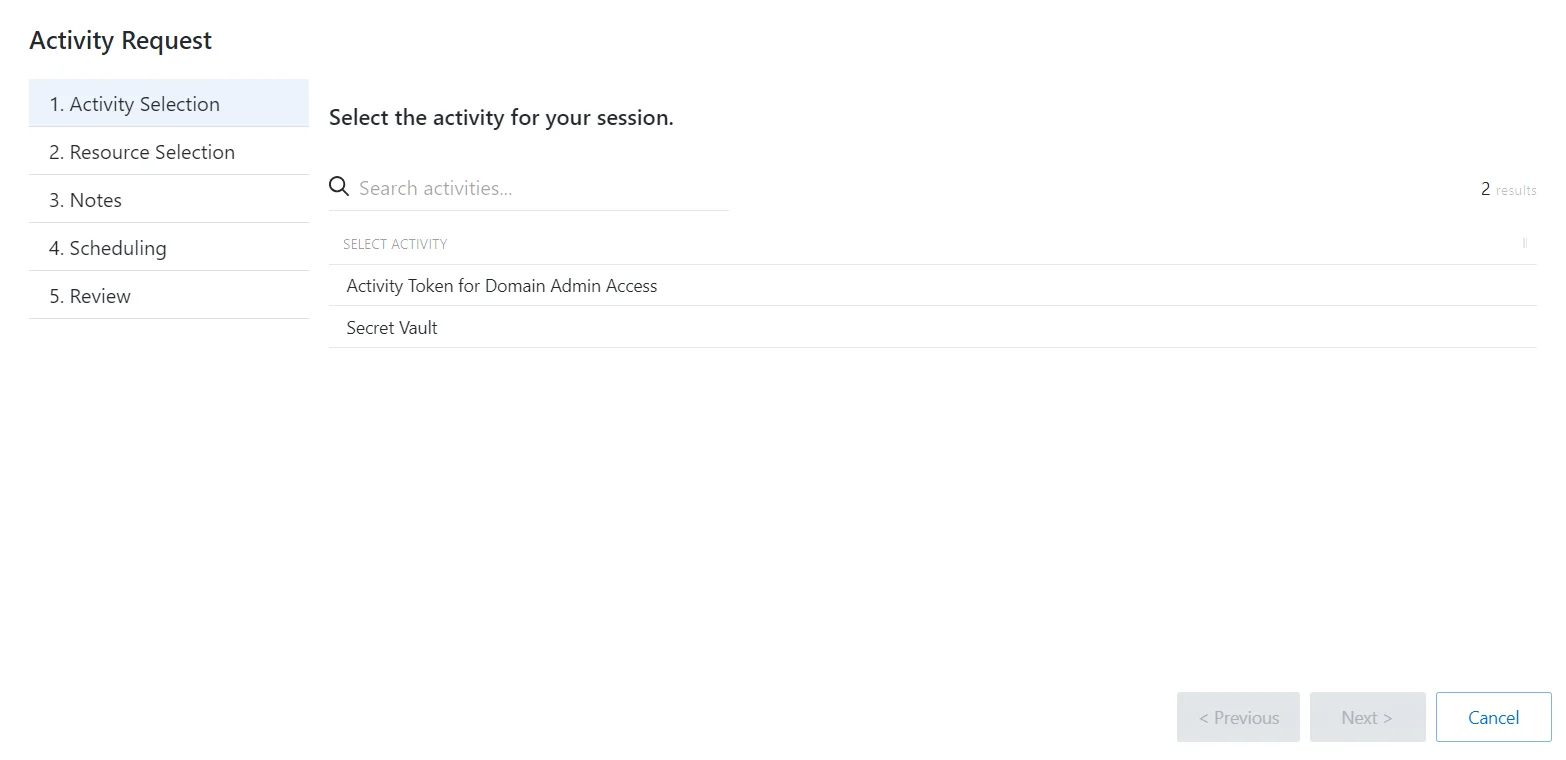 Activity Request
1. Activity Selection
2. Resource Selection
3. Notes
4. Scheduling
5. Review
Select the activity for your session.
Search activities...
2 results
SELECT ACTIVITY
Activity Token for Domain Admin Access
Secret Vault
< Previous
Next >
Cancel